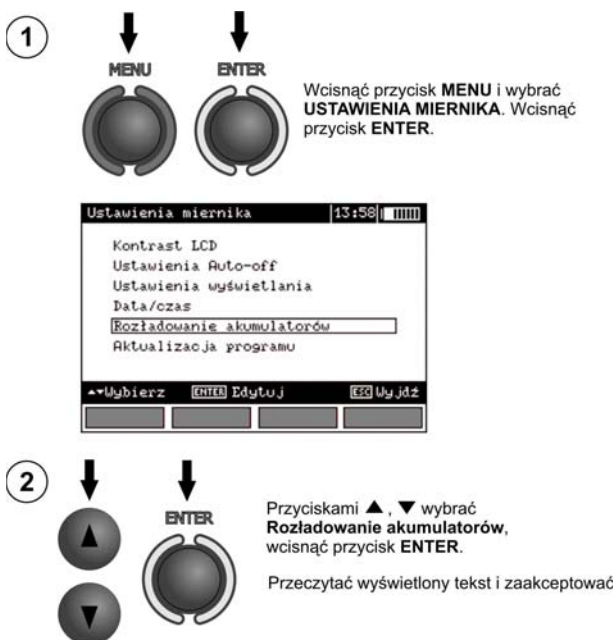 1
MENU ENTER
Wcisnąć przycisk MENU i wybrać
USTAWIENIA MIERNIKA. Wcisnąć
przycisk ENTER.
Ustawienia miernika 13:58
Kontrast LCD
Ustawienia Auto-off
Ustawienia wyświetlania
Data/czas
Rozładowanie akumulatorów
Aktualizacja programu
▲▼Wybierz ENTER Edytuj ESC Wyjdź
2
ENTER
Przyciskami ▲ , ▼ wybrać
Rozładowanie akumulatorów,
wcisnąć przycisk ENTER.
Przeczytać wyświetlony tekst i zaakceptować